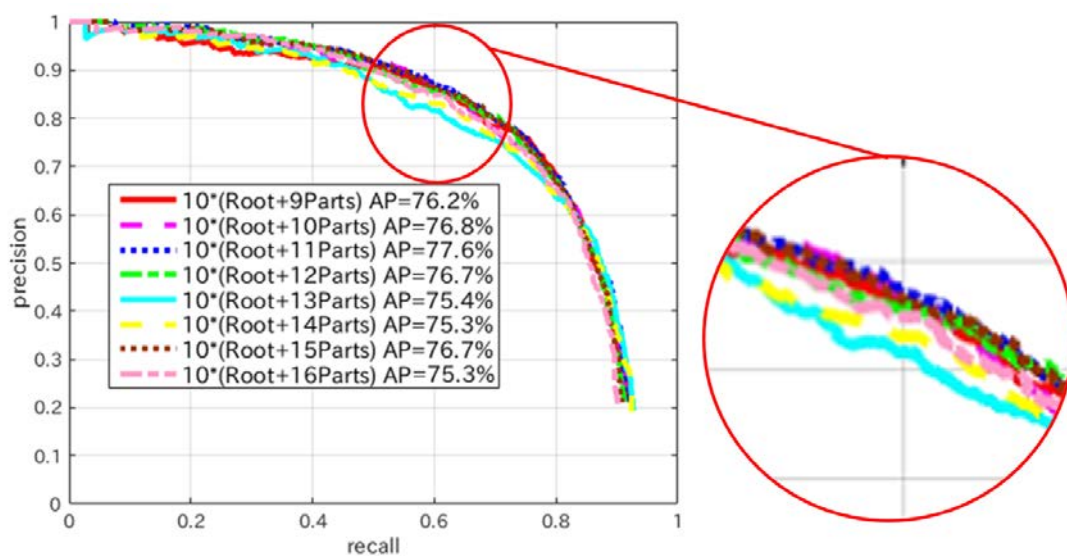 1
0.9
0.8
0.7
0.6
0.5
0.4
0.3
0.2
0.1
0
precision
10*(Root+9Parts) AP=76.2%
10*(Root+10Parts) AP=76.8%
10*(Root+11Parts) AP=77.6%
10*(Root+12Parts) AP=76.7%
10*(Root+13Parts) AP=75.4%
10*(Root+14Parts) AP=75.3%
10*(Root+15Parts) AP=76.7%
10*(Root+16Parts) AP=75.3%
0 0.2 0.4 0.6 0.8 1
recall